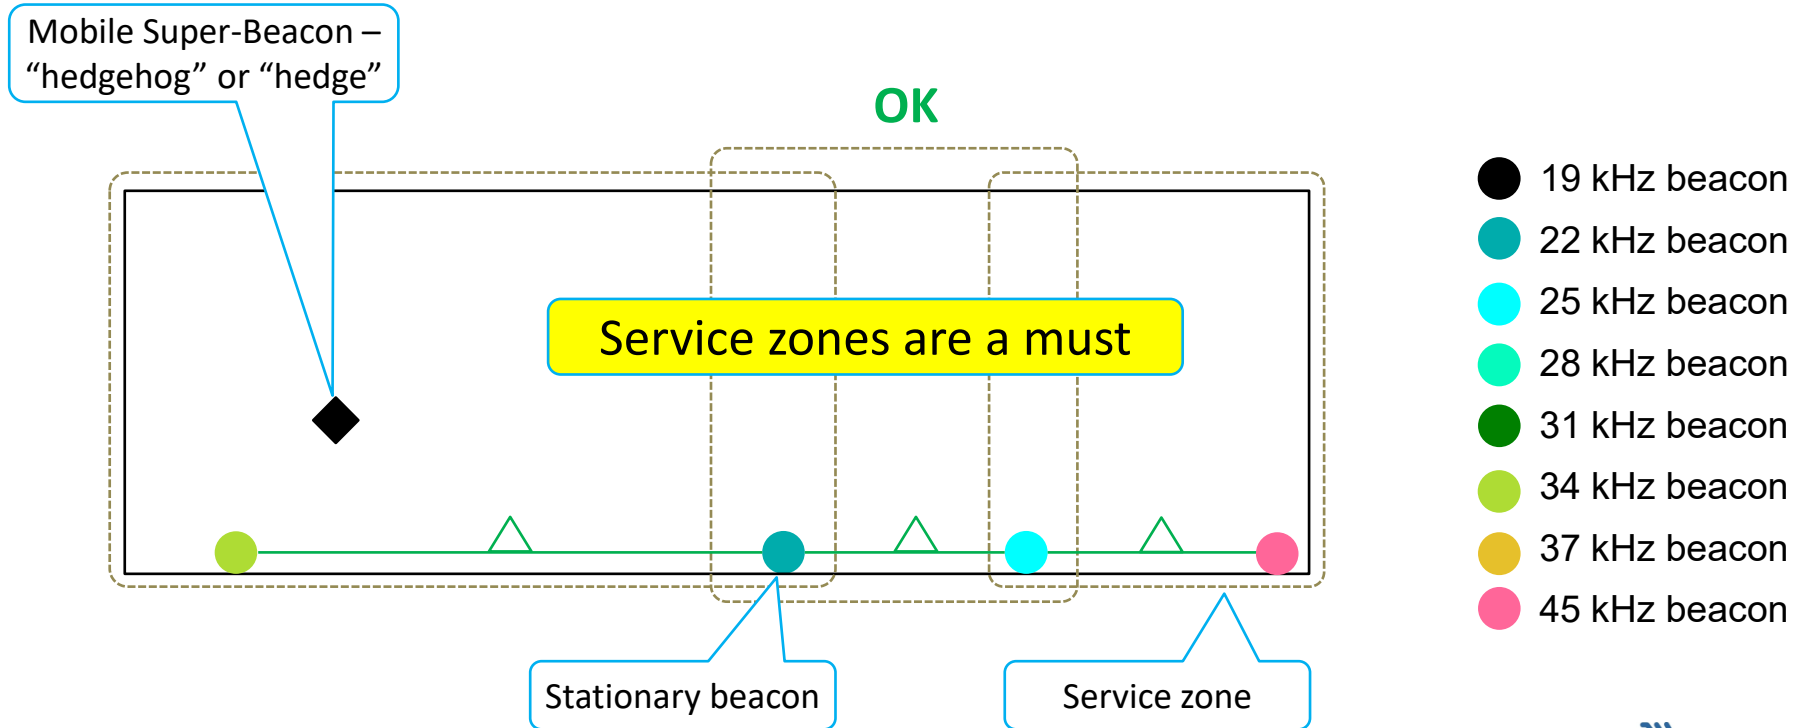 Mobile Super-Beacon –
“hedgehog” or “hedge”
OK
Service zones are a must
Stationary beacon
Service zone
19 kHz beacon
22 kHz beacon
25 kHz beacon
28 kHz beacon
31 kHz beacon
34 kHz beacon
37 kHz beacon
45 kHz beacon